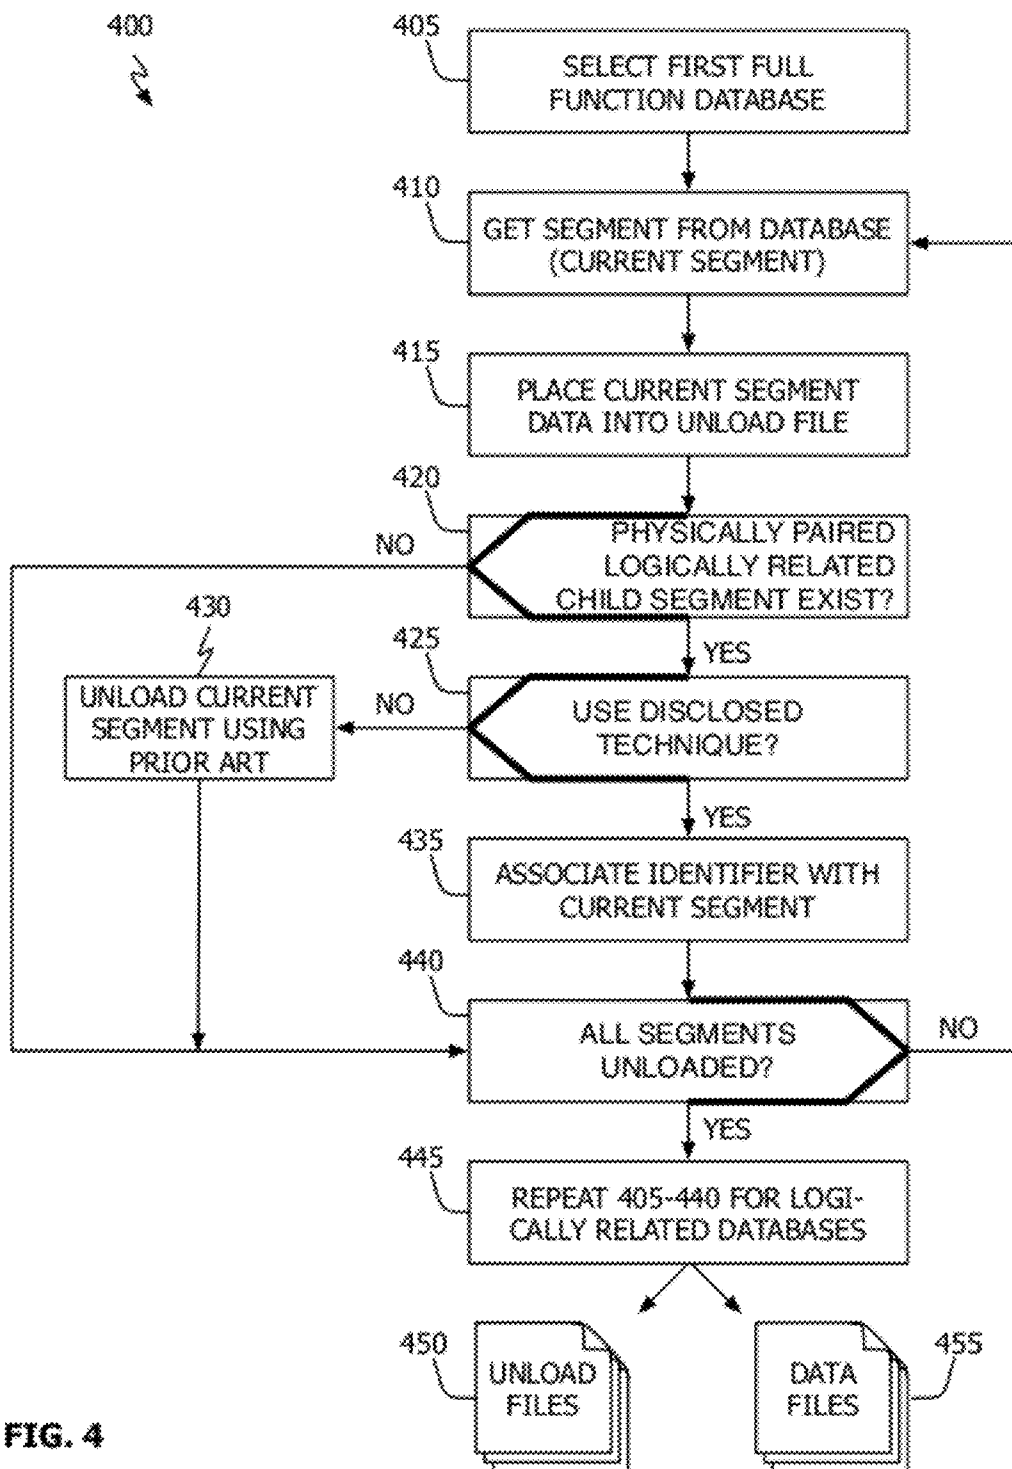 400
405
SELECT FIRST FULL
FUNCTION DATABASE
410
GET SEGMENT FROM DATABASE
(CURRENT SEGMENT)
415
PLACE CURRENT SEGMENT
DATA INTO UNLOAD FILE
420
NO
PHYSICALLY PAIRED
LOGICALLY RELATED
CHILD SEGMENT EXIST?
YES
430
425
UNLOAD CURRENT
SEGMENT USING
PRIOR ART
NO
USE DISCLOSED
TECHNIQUE?
YES
435
ASSOCIATE IDENTIFIER WITH
CURRENT SEGMENT
440
ALL SEGMENTS
UNLOADED?
NO
YES
445
REPEAT 405-440 FOR LOGI-
CALLY RELATED DATABASES
450
UNLOAD
FILES
DATA
FILES
455
FIG. 4